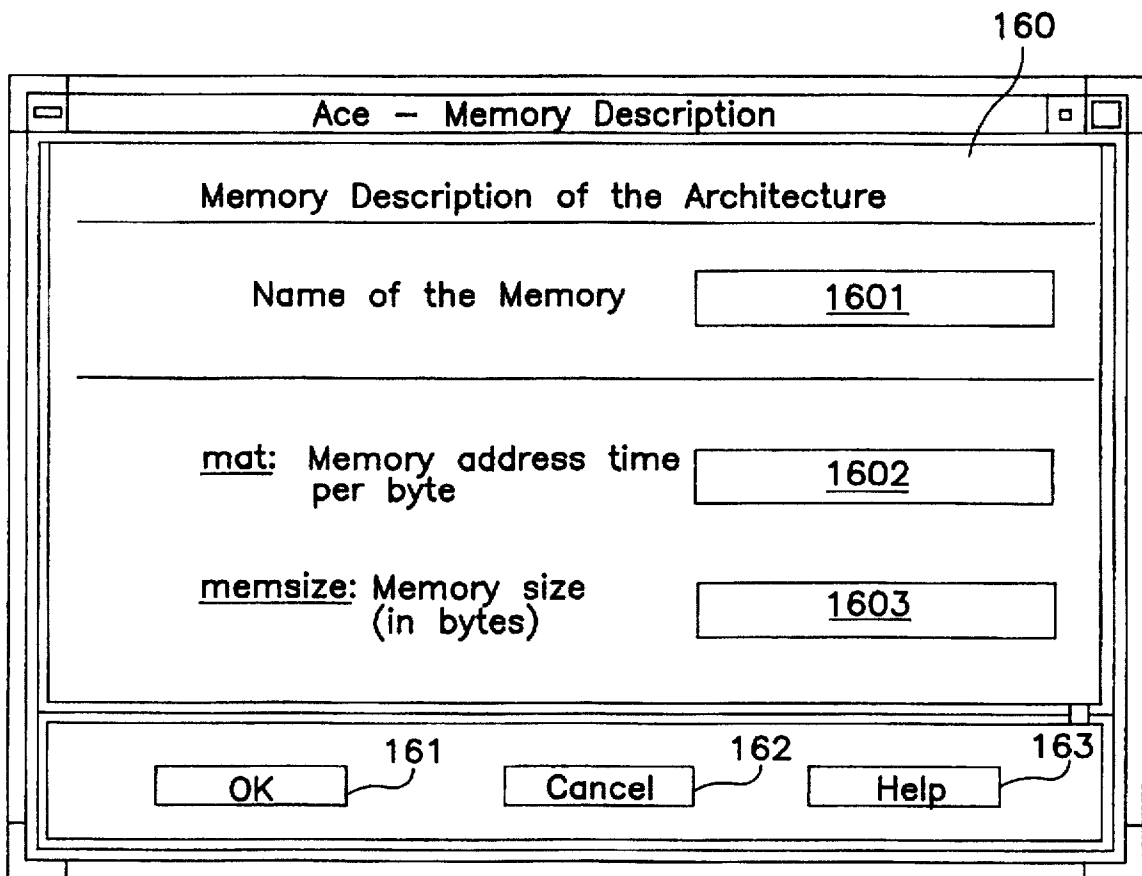 160
Ace – Memory Description
Memory Description of the Architecture
Name of the Memory 1601
mat: Memory address time 1602
per byte
memsize: Memory size 1603
(in bytes)
161 162 163
OK Cancel Help